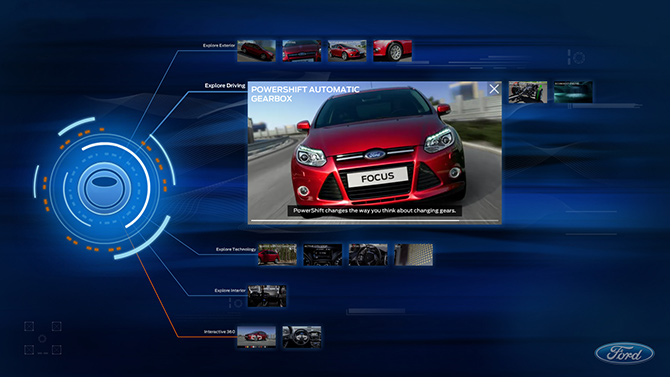 Explore Exterior
Explore Driving
POWERSHIFT AUTOMATIC
GEARBOX
Ford
FOCUS
PowerShift changes the way you think about changing gears.
Explore Technology
Explore Interior
Interactive 360
Ford